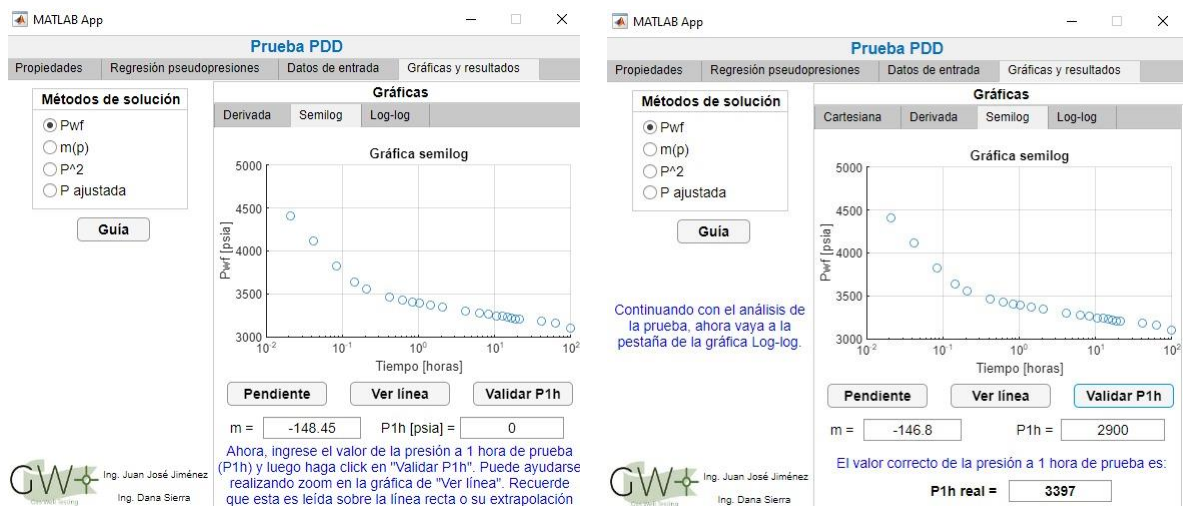 MATLAB App
Prueba PDD
Propiedades Regresión pseudopresiones Datos de entrada Gráficas y resultados
Métodos de solución
Pwf
m(p)
P^2
P ajustada
Guía
Gráficas
Derivada Semilog Log-log
Gráfica semilog
Pwf [psia]
5000
4500
4000
3500
3000
10^-2 10^-1 10^0 10^1 10^2
Tiempo [horas]
Pendiente Ver línea Validar P1h
m = -148.45 P1h [psia] = 0
Ahora, ingrese el valor de la presión a 1 hora de prueba
(P1h) y luego haga click en "Validar P1h". Puede ayudarse
realizando zoom en la gráfica de "Ver línea". Recuerde
que esta es leída sobre la línea recta o su extrapolación
GW
Gas Well Testing
Ing. Juan José Jiménez
Ing. Dana Sierra
MATLAB App
Prueba PDD
Propiedades Regresión pseudopresiones Datos de entrada Gráficas y resultados
Métodos de solución
Pwf
m(p)
P^2
P ajustada
Guía
Continuando con el análisis de
la prueba, ahora vaya a la
pestaña de la gráfica Log-log.
Gráficas
Cartesiana Derivada Semilog Log-log
Gráfica semilog
Pwf [psia]
5000
4500
4000
3500
3000
10^-2 10^-1 10^0 10^1 10^2
Tiempo [horas]
Pendiente Ver línea Validar P1h
m = -146.8 P1h = 2900
El valor correcto de la presión a 1 hora de prueba es:
P1h real = 3397
GW
Gas Well Testing
Ing. Juan José Jiménez
Ing. Dana Sierra